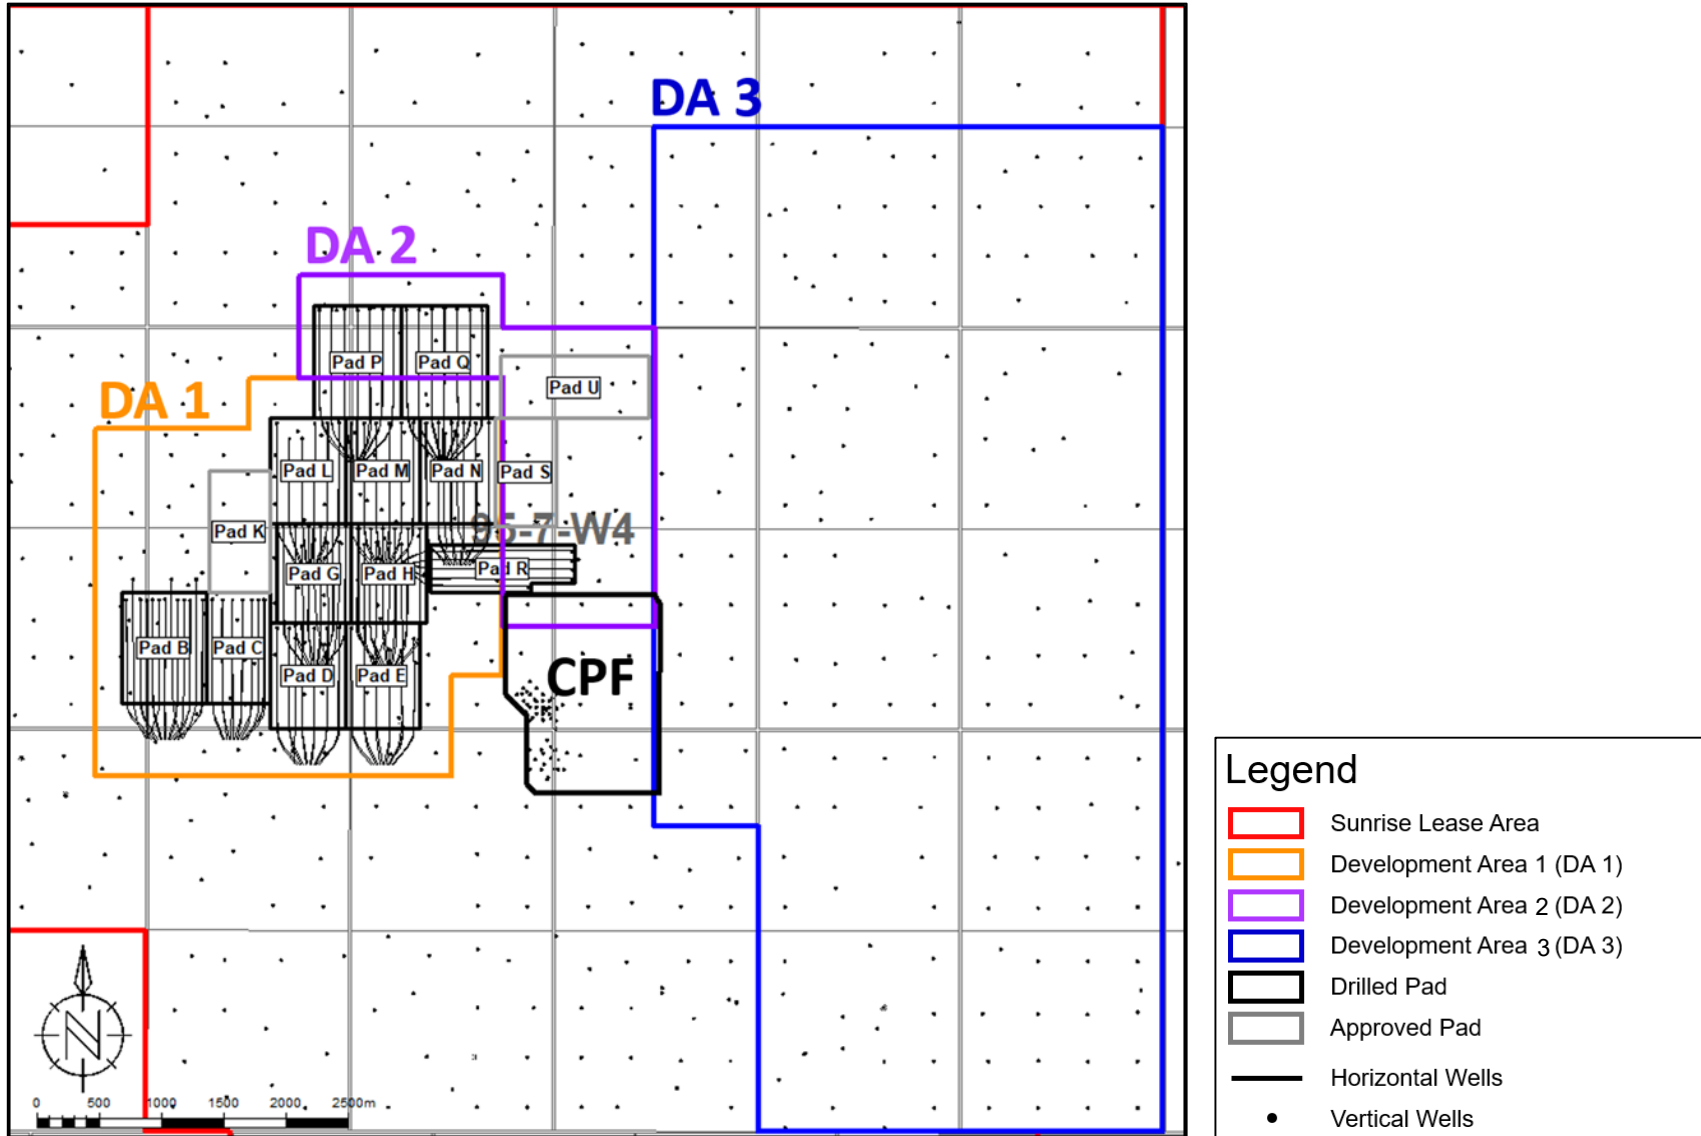 DA 3
DA 2
Pad P
Pad Q
Pad U
DA 1
Pad L
Pad M
Pad N
Pad S
Pad K
95-7-W4
Pad G
Pad H
Pad R
Pad B
Pad C
Pad D
Pad E
CPF
N
0 500 1000 1500 2000 2500m
Legend
Sunrise Lease Area
Development Area 1 (DA 1)
Development Area 2 (DA 2)
Development Area 3 (DA 3)
Drilled Pad
Approved Pad
Horizontal Wells
Vertical Wells